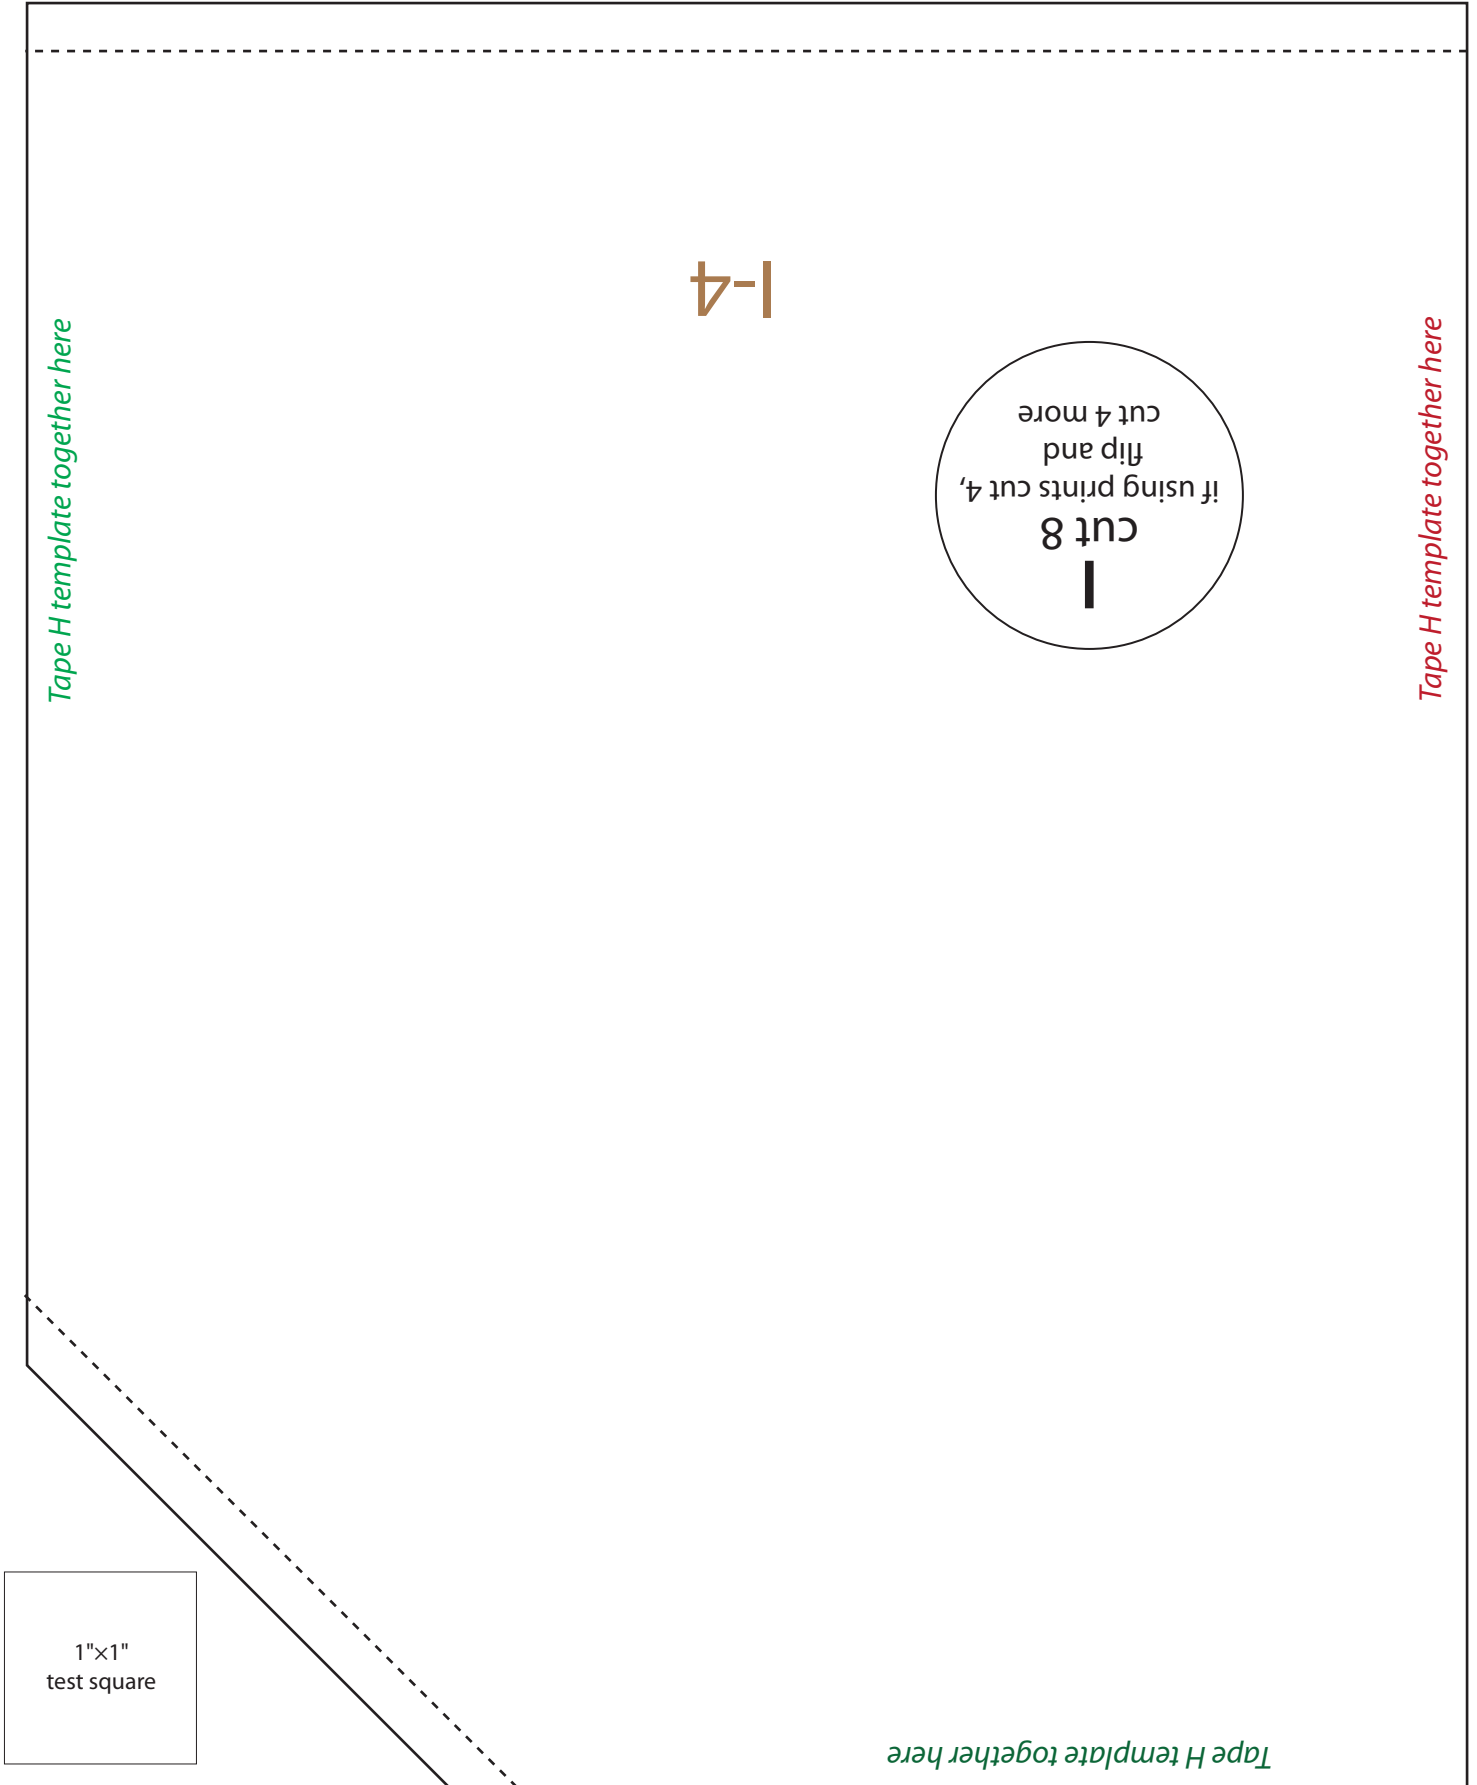 I-4
Tape H template together here
Tape H template together here
I
cut 8
if using prints cut 4,
flip and
cut 4 more
1"×1"
test square
Tape H template together here